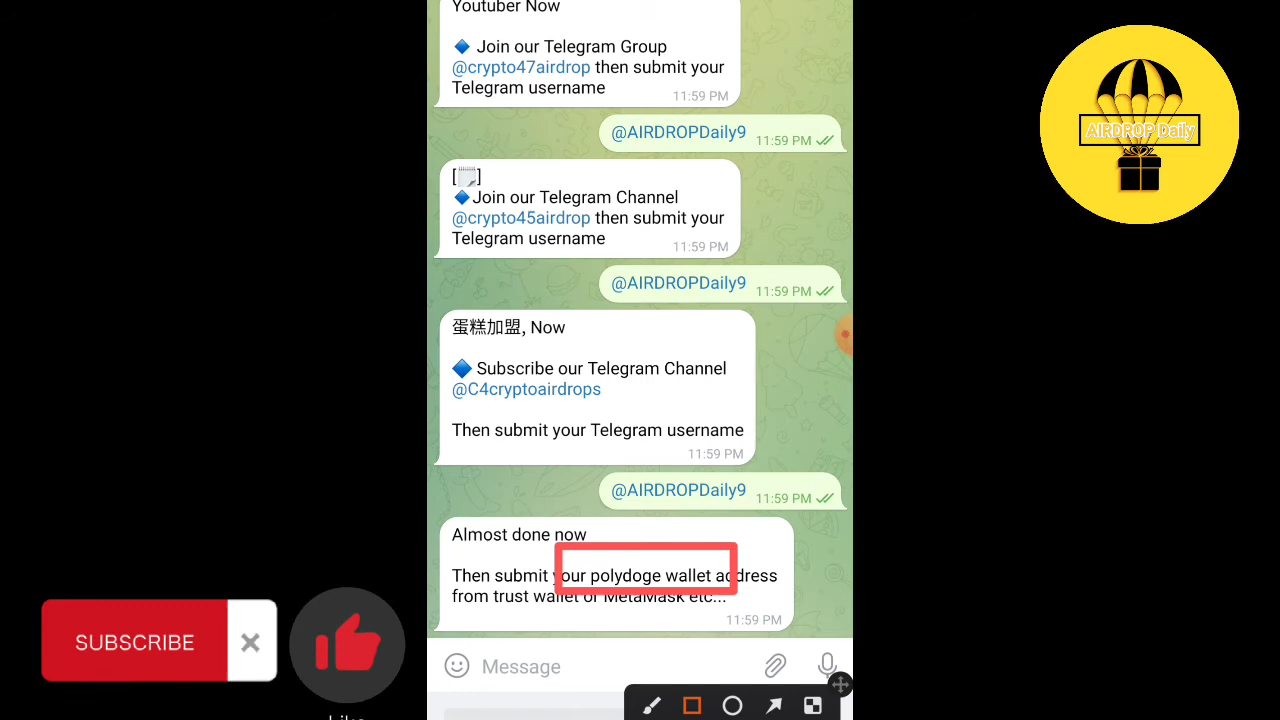 Youtuber Now
Join our Telegram Group
@crypto47airdrop then submit your
Telegram username
11:59 PM
@AIRDROPDaily9 11:59 PM
[ ]
Join our Telegram Channel
@crypto45airdrop then submit your
Telegram username
11:59 PM
@AIRDROPDaily9 11:59 PM
蛋糕加盟, Now
Subscribe our Telegram Channel
@C4cryptoairdrops
Then submit your Telegram username
11:59 PM
@AIRDROPDaily9 11:59 PM
Almost done now
Then submit your polydoge wallet address
from trust wallet or MetaMask etc...
11:59 PM
Message
AIRDROP Daily
SUBSCRIBE
Like